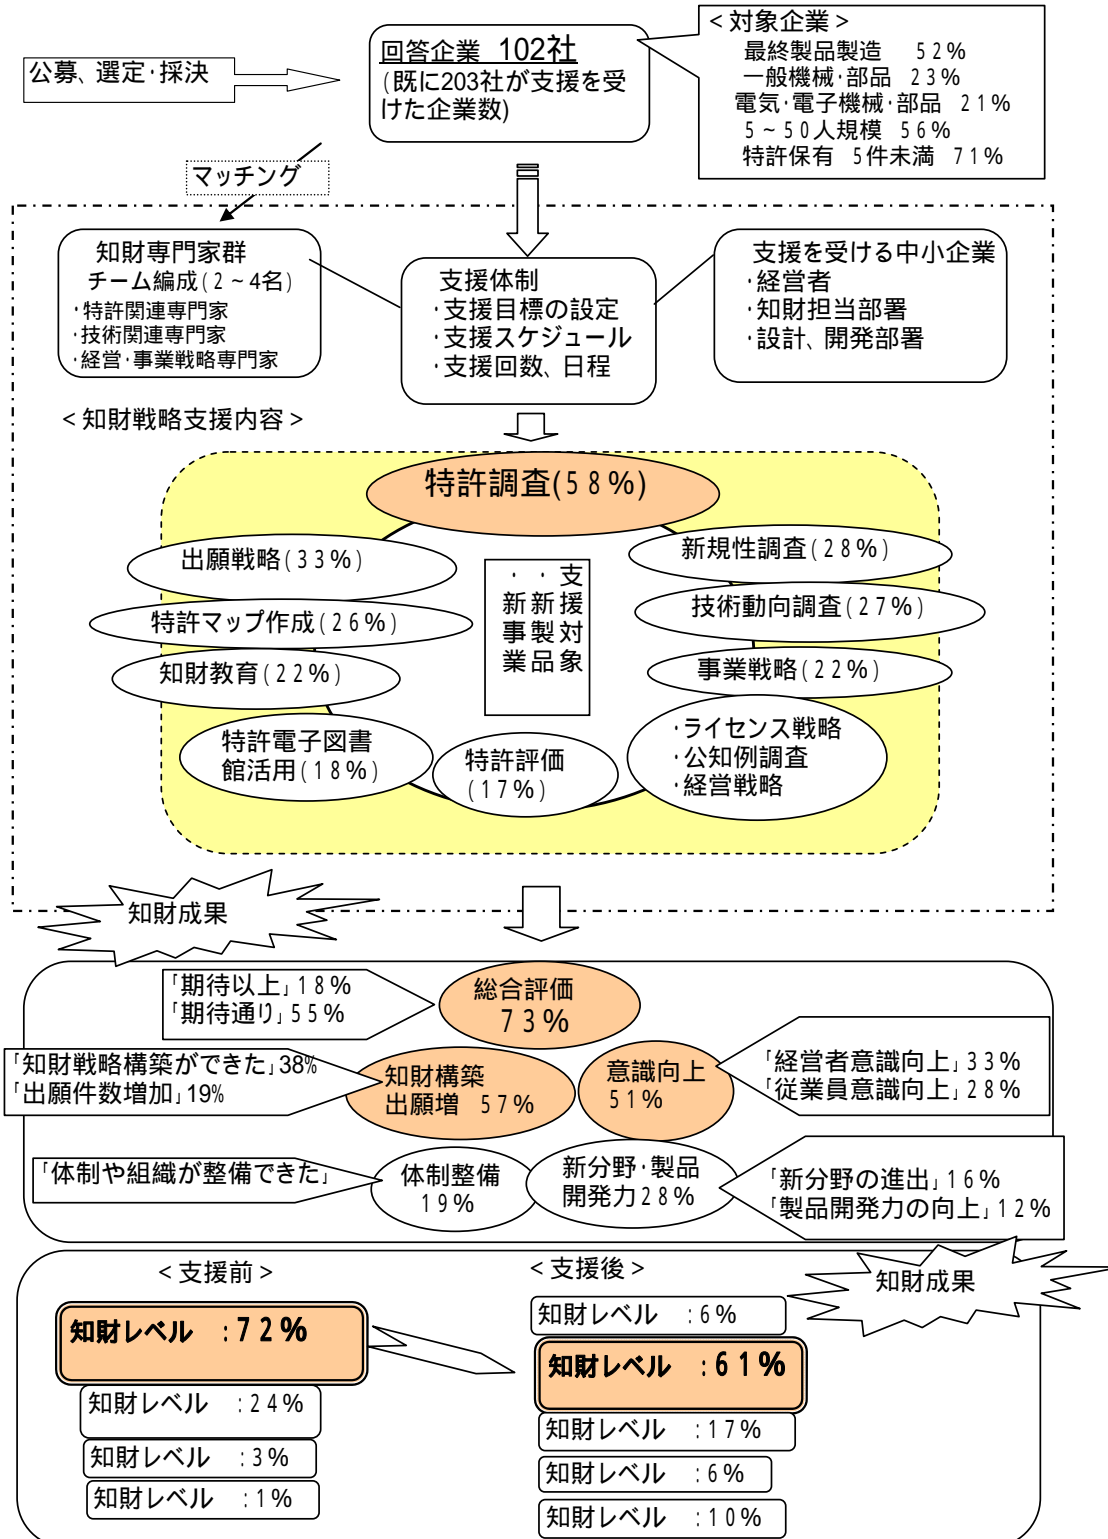 公募、選定・採決
回答企業 102社
(既に203社が支援を受
けた企業数)
＜対象企業＞
最終製品製造 52%
一般機械・部品 23%
電気・電子機械・部品 21%
5～50人規模 56%
特許保有 5件未満 71%
マッチング
知財専門家群
チーム編成(2～4名)
・特許関連専門家
・技術関連専門家
・経営・事業戦略専門家
支援体制
・支援目標の設定
・支援スケジュール
・支援回数、日程
支援を受ける中小企業
・経営者
・知財担当部署
・設計、開発部署
＜知財戦略支援内容＞
特許調査(58%)
出願戦略(33%)
特許マップ作成(26%)
知財教育(22%)
特許電子図書
館活用(18%)
特許評価
(17%)
支援対象
・新製品
・新事業
新規性調査(28%)
技術動向調査(27%)
事業戦略(22%)
・ライセンス戦略
・公知例調査
・経営戦略
知財成果
「期待以上」18%
「期待通り」55%
総合評価
73%
「知財戦略構築ができた」38%
「出願件数増加」19%
知財構築
出願増 57%
意識向上
51%
「経営者意識向上」33%
「従業員意識向上」28%
「体制や組織が整備できた」
体制整備
19%
新分野・製品
開発力28%
「新分野の進出」16%
「製品開発力の向上」12%
＜支援前＞
＜支援後＞
知財成果
知財レベル :72%
知財レベル :24%
知財レベル :3%
知財レベル :1%
知財レベル :6%
知財レベル :61%
知財レベル :17%
知財レベル :6%
知財レベル :10%